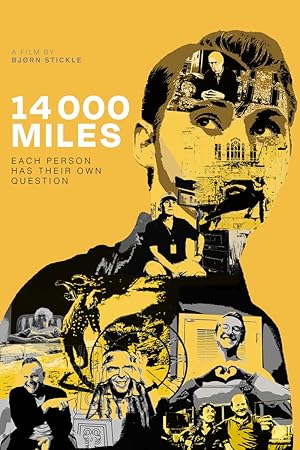 A FILM BY
BJØRN STICKLE
14 000
MILES
EACH PERSON
HAS THEIR OWN
QUESTION